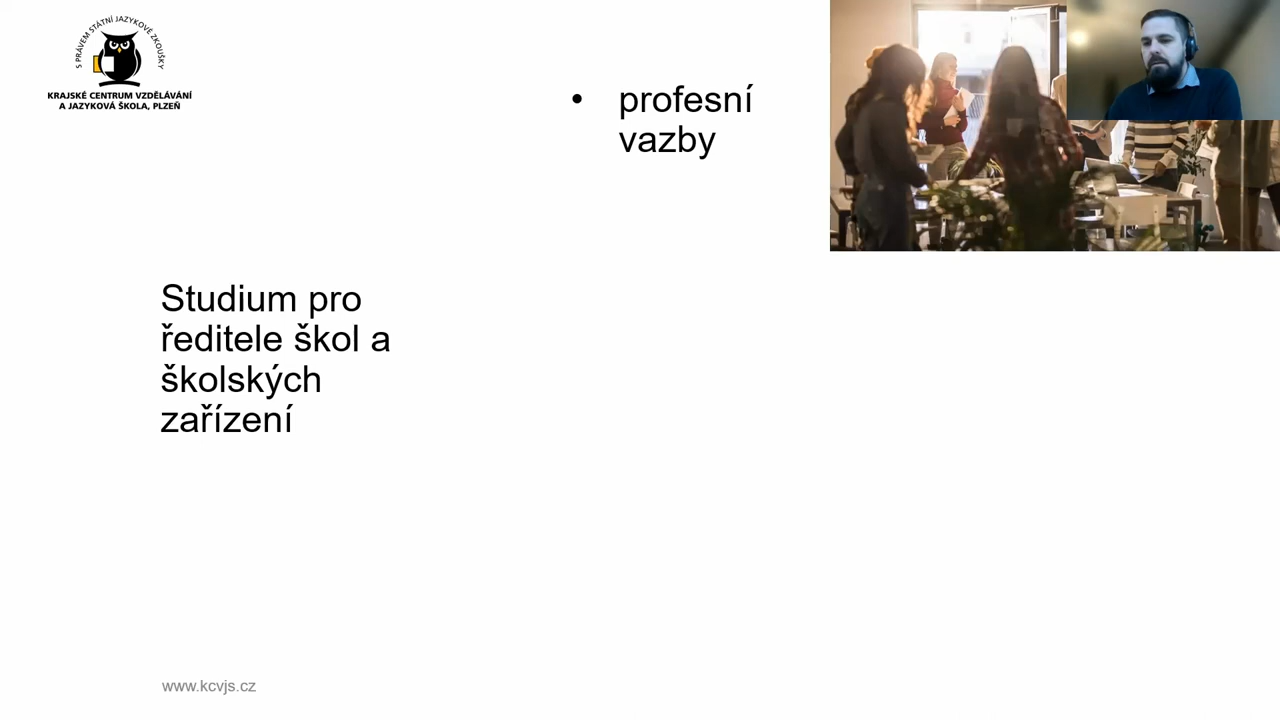 S PRÁVEM STÁTNÍ JAZYKOVÉ ZKOUŠKY
KRAJSKÉ CENTRUM VZDĚLÁVÁNÍ
A JAZYKOVÁ ŠKOLA, PLZEŇ
• profesní
vazby
Studium pro
ředitele škol a
školských
zařízení
www.kcvjs.cz